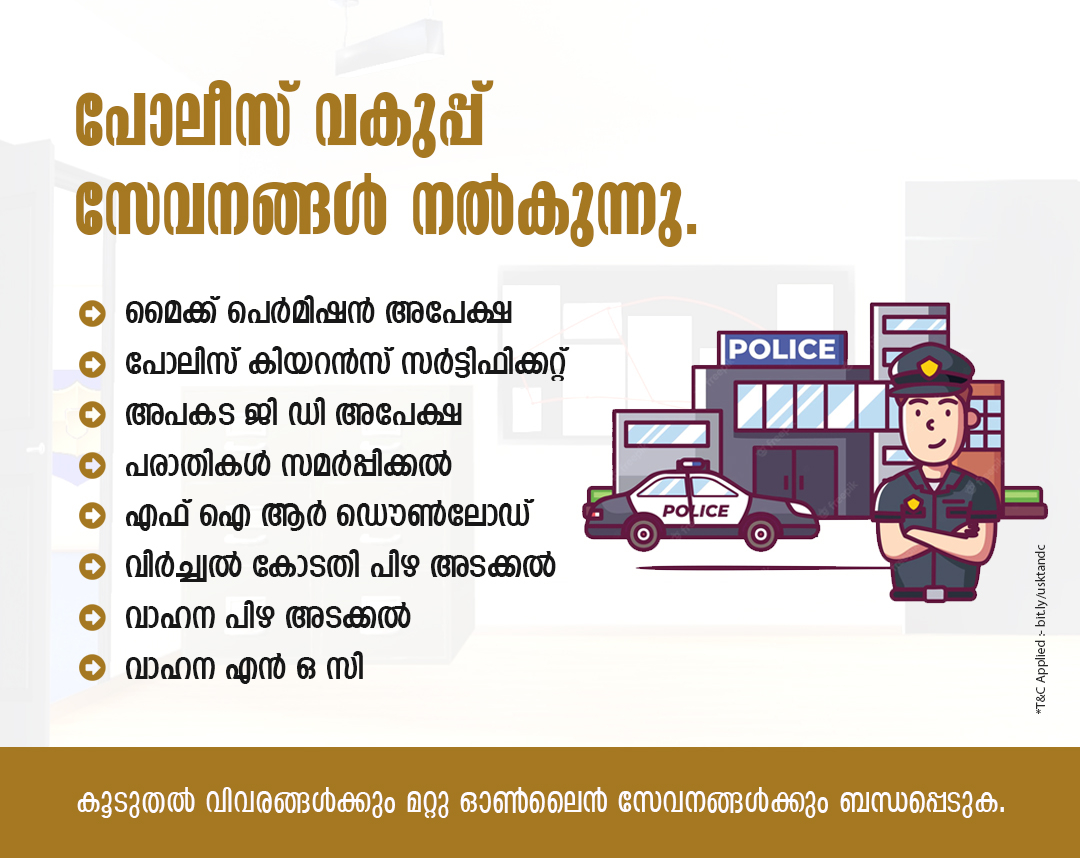 പോലീസ് വകുപ്പ്
സേവനങ്ങൾ നൽകുന്നു.
മൈക്ക് പെർമിഷൻ അപേക്ഷ
പോലിസ് കിയറൻസ് സർട്ടിഫിക്കറ്റ്
അപകട ജി ഡി അപേക്ഷ
പരാതികൾ സമർപ്പിക്കൽ
എഫ് ഐ ആർ ഡൌൺലോഡ്
വിർച്ച്വൽ കോടതി പിഴ അടക്കൽ
വാഹന പിഴ അടക്കൽ
വാഹന എൻ ഒ സി
POLICE
POLICE
*T&C Applied :- bit.ly/usktandc
കൂടുതൽ വിവരങ്ങൾക്കും മറ്റു ഓൺലൈൻ സേവനങ്ങൾക്കും ബന്ധപ്പെടുക.